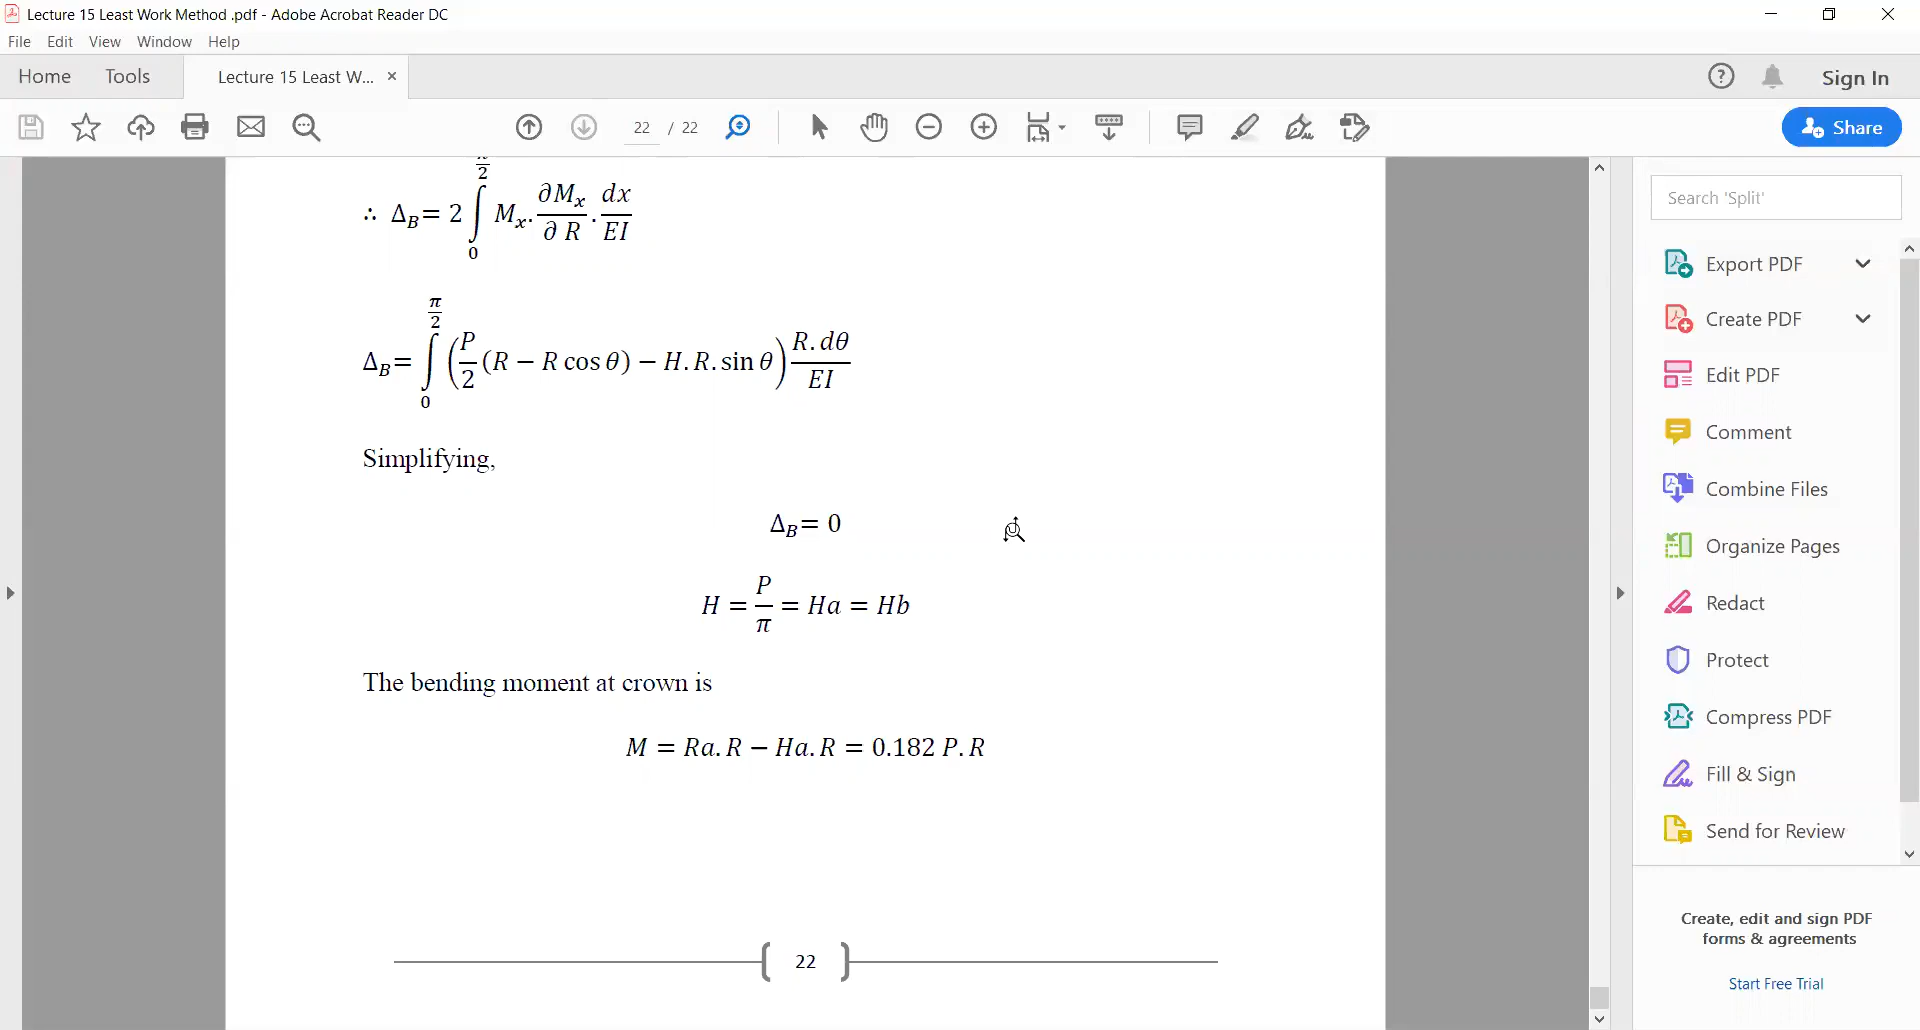 Lecture 15 Least Work Method .pdf - Adobe Acrobat Reader DC
File Edit View Window Help
Home Tools Lecture 15 Least W... × ? Sign In
22 / 22 Share
∴ Δ_B = 2 ∫_0^{π/2} M_x . ∂M_x/∂ R . dx/EI
Δ_B = ∫_0^{π/2} (P/2 (R − R cos θ) − H.R. sin θ) R.dθ/EI
Simplifying,
Δ_B = 0
H = P/π = Ha = Hb
The bending moment at crown is
M = Ra.R − Ha.R = 0.182 P.R
22
Search 'Split'
Export PDF
Create PDF
Edit PDF
Comment
Combine Files
Organize Pages
Redact
Protect
Compress PDF
Fill & Sign
Send for Review
Create, edit and sign PDF
forms & agreements
Start Free Trial